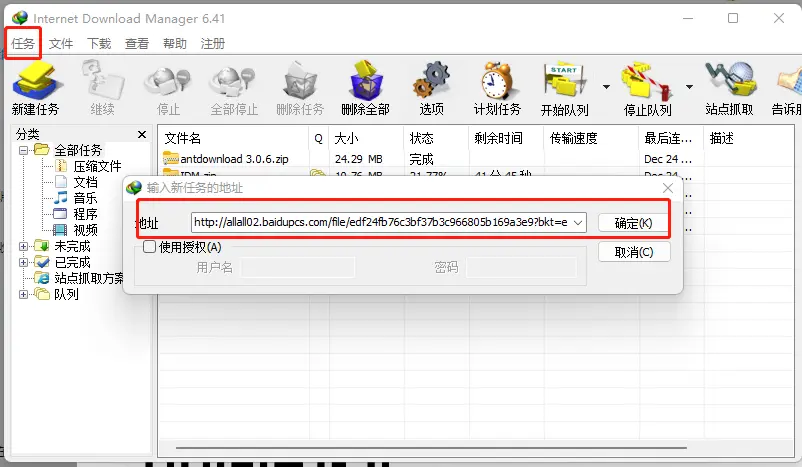 Internet Download Manager 6.41
任务 文件 下载 查看 帮助 注册
新建任务 继续 停止 全部停止 删除任务 删除全部 选项 计划任务 开始队列 停止队列 站点抓取 告诉朋
START
分类
文件名 Q 大小 状态 剩余时间 传输速度 最后连... 描述
全部任务
压缩文件
文档
音乐
程序
视频
未完成
已完成
站点抓取方案
队列
antdownload 3.0.6.zip 24.29 MB 完成 Dec 24 ...
IDM.zip 10.76 MB 31.77% 41 分 45 秒 Dec 24 ...
输入新任务的地址
地址 http://allall02.baidupcs.com/file/edf24fb76c3bf37b3c966805b169a3e9?bkt=e 确定(K)
使用授权(A) 取消(C)
用户名 密码